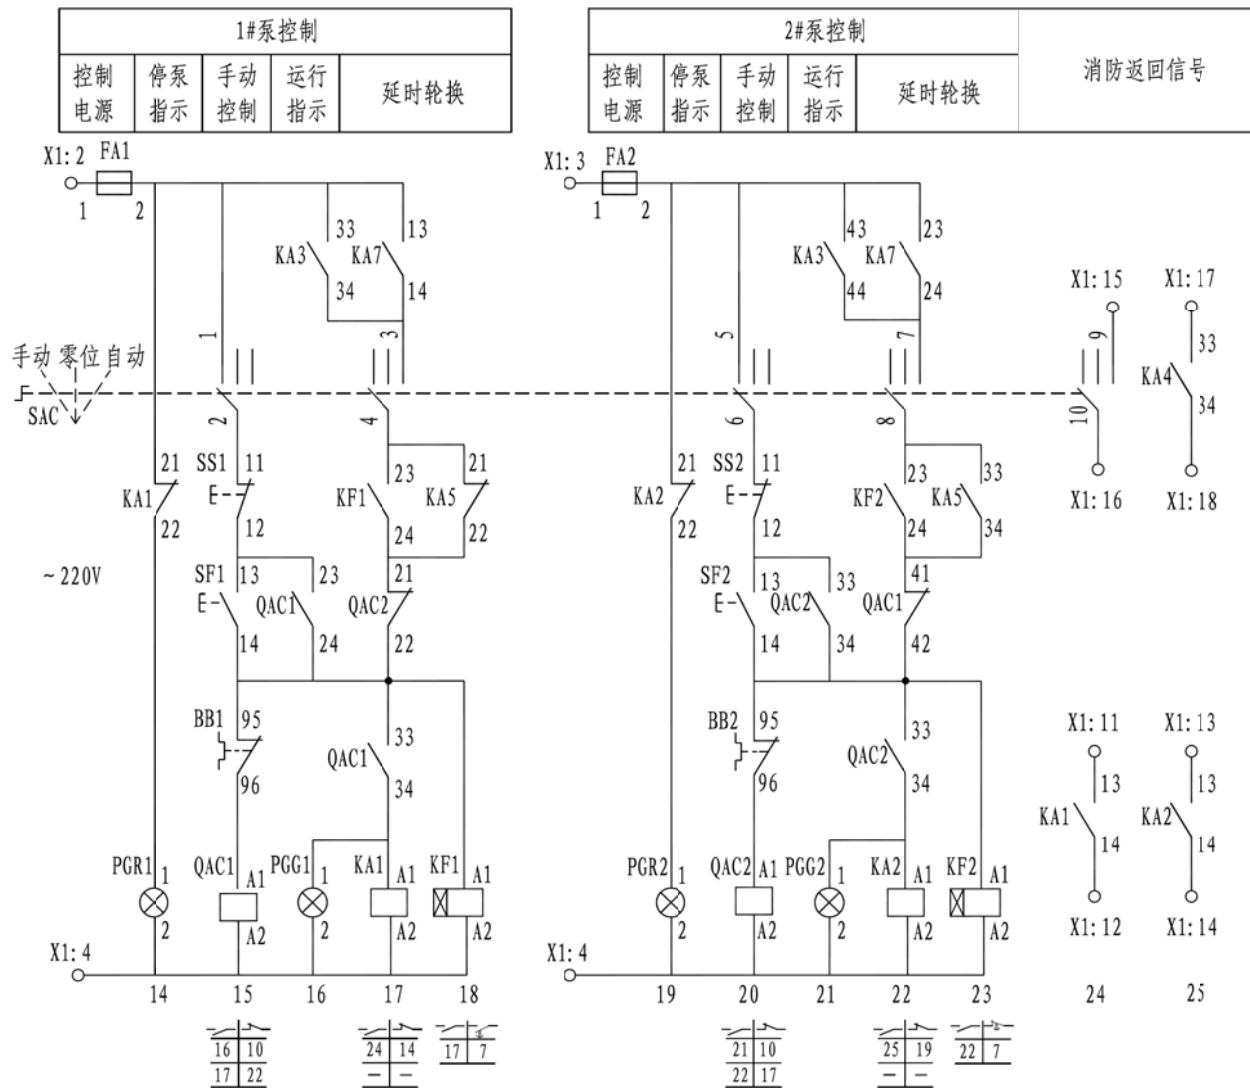 1#泵控制
2#泵控制
消防返回信号
控制电源
停泵指示
手动控制
运行指示
延时轮换
控制电源
停泵指示
手动控制
运行指示
延时轮换
X1:2 FA1
1 2
X1:3 FA2
1 2
33 13
KA3 KA7
34 14
43 23
KA3 KA7
44 24
X1:15 X1:17
1 3 5 7 9
33
KA4
34
手动 零位 自动
SAC
2 4 6 8 10
X1:16 X1:18
21 SS1 11 23 21
KA1 E KF1 KA5
22 12 24 22
21 SS2 11 23 33
KA2 E KF2 KA5
22 12 24 34
~220V
SF1 13 23 21
E QAC1 QAC2
14 24 22
SF2 13 33 41
E QAC2 QAC1
14 34 42
BB1 95 33
QAC1
96 34
BB2 95 33
QAC2
96 34
X1:11 X1:13
13 13
KA1 KA2
14 14
X1:12 X1:14
PGR1 1 QAC1 A1 PGG1 1 KA1 A1 KF1 A1
2 A2 2 A2 A2
PGR2 1 QAC2 A1 PGG2 1 KA2 A1 KF2 A1
2 A2 2 A2 A2
X1:4
X1:4
14 15 16 17 18 19 20 21 22 23 24 25
16 10 24 14 17 7 21 10 25 19 22 7
17 22 — — 22 17 — —